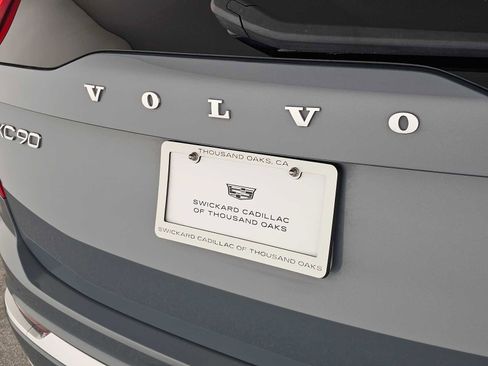 VOLVO
XC90
THOUSAND OAKS, CA
SWICKARD CADILLAC
OF THOUSAND OAKS
SWICKARD CADILLAC OF THOUSAND OAKS